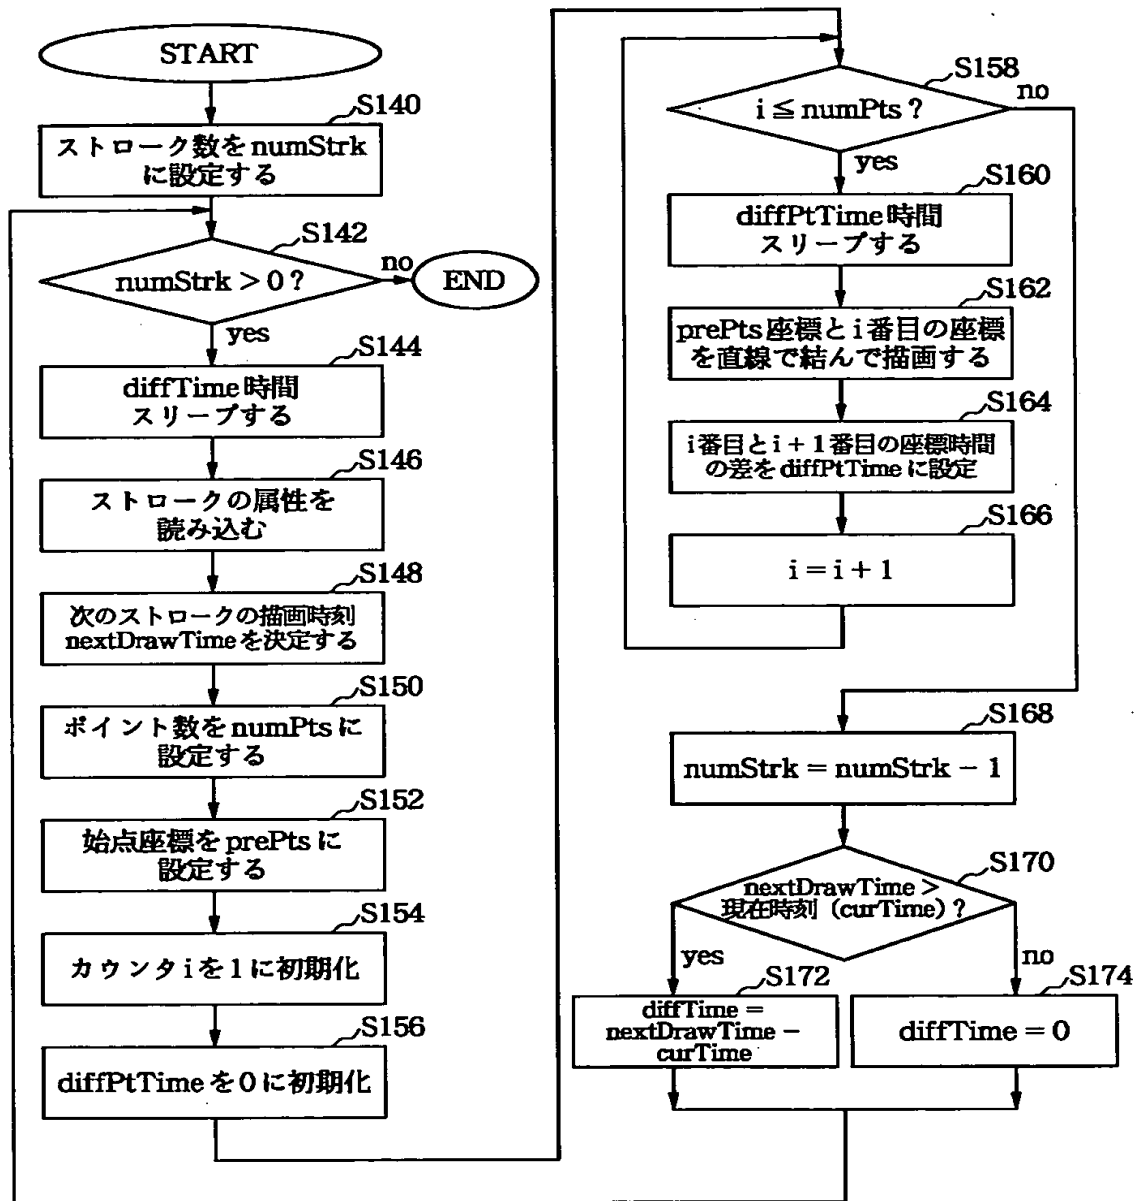 START
S140
ストローク数をnumStrk
に設定する
S142
numStrk > 0 ?
no
END
yes
S144
diffTime時間
スリープする
S146
ストロークの属性を
読み込む
S148
次のストロークの描画時刻
nextDrawTimeを決定する
S150
ポイント数をnumPtsに
設定する
S152
始点座標をprePtsに
設定する
S154
カウンタiを1に初期化
S156
diffPtTimeを0に初期化
S158
i ≦ numPts ?
no
yes
S160
diffPtTime時間
スリープする
S162
prePts座標とi番目の座標
を直線で結んで描画する
S164
i番目とi + 1番目の座標時間
の差をdiffPtTimeに設定
S166
i = i + 1
S168
numStrk = numStrk − 1
S170
nextDrawTime >
現在時刻 (curTime) ?
yes
no
S172
diffTime =
nextDrawTime −
curTime
S174
diffTime = 0